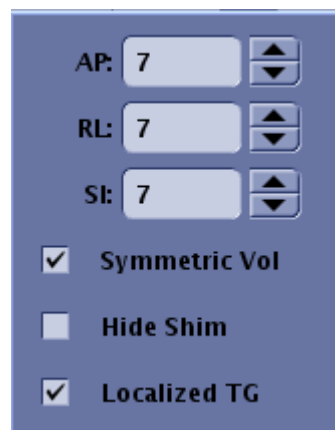 AP: 7
RL: 7
SI: 7
Symmetric Vol
Hide Shim
Localized TG